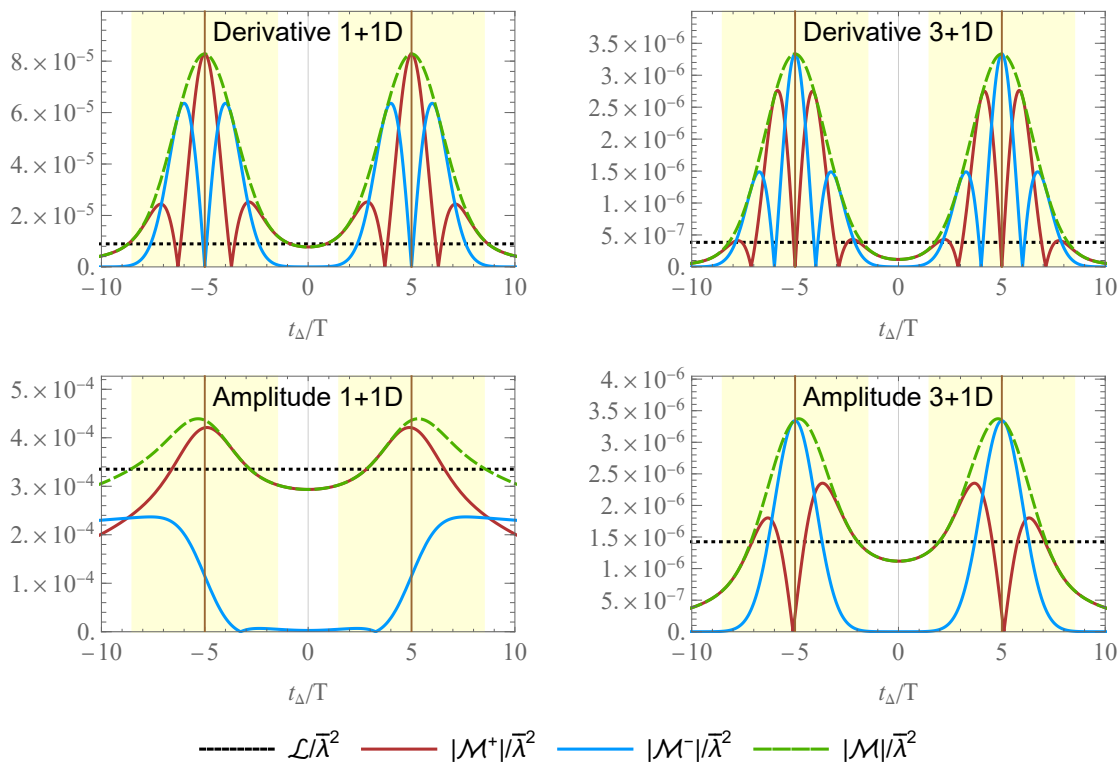 Derivative 1+1D
8.×10⁻⁵
6.×10⁻⁵
4.×10⁻⁵
2.×10⁻⁵
0.
−10 −5 0 5 10
t_Δ/T
Derivative 3+1D
3.5×10⁻⁶
3.×10⁻⁶
2.5×10⁻⁶
2.×10⁻⁶
1.5×10⁻⁶
1.×10⁻⁶
5.×10⁻⁷
0.
−10 −5 0 5 10
t_Δ/T
Amplitude 1+1D
5.×10⁻⁴
4.×10⁻⁴
3.×10⁻⁴
2.×10⁻⁴
1.×10⁻⁴
0.
−10 −5 0 5 10
t_Δ/T
Amplitude 3+1D
4.×10⁻⁶
3.5×10⁻⁶
3.×10⁻⁶
2.5×10⁻⁶
2.×10⁻⁶
1.5×10⁻⁶
1.×10⁻⁶
5.×10⁻⁷
0.
−10 −5 0 5 10
t_Δ/T
ℒ/λ̄² |ℳ⁺|/λ̄² |ℳ⁻|/λ̄² |ℳ|/λ̄²